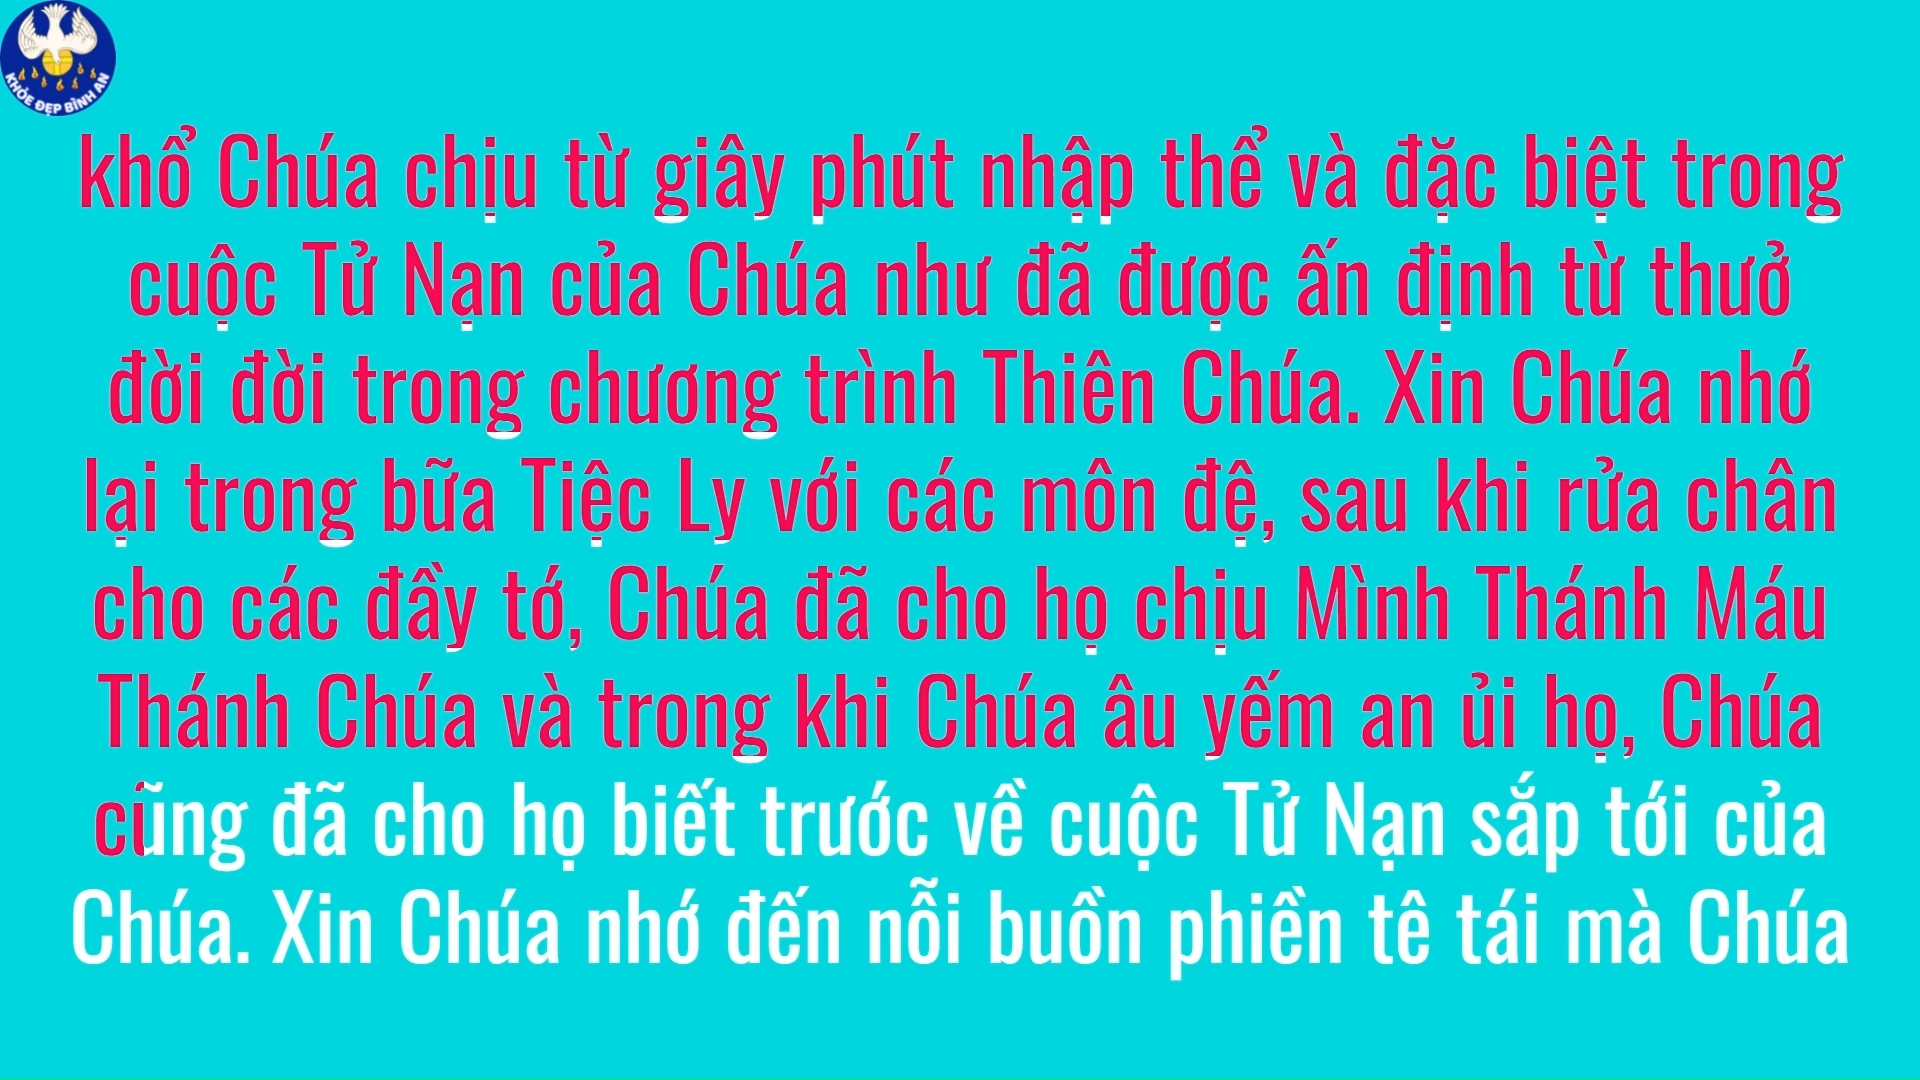 KHỎE ĐẸP BÌNH AN
khổ Chúa chịu từ giây phút nhập thể và đặc biệt trong
cuộc Tử Nạn của Chúa như đã được ấn định từ thưở
đời đời trong chương trình Thiên Chúa. Xin Chúa nhớ
lại trong bữa Tiệc Ly với các môn đệ, sau khi rửa chân
cho các đầy tớ, Chúa đã cho họ chịu Mình Thánh Máu
Thánh Chúa và trong khi Chúa âu yếm an ủi họ, Chúa
cũng đã cho họ biết trước về cuộc Tử Nạn sắp tới của
Chúa. Xin Chúa nhớ đến nỗi buồn phiền tê tái mà Chúa